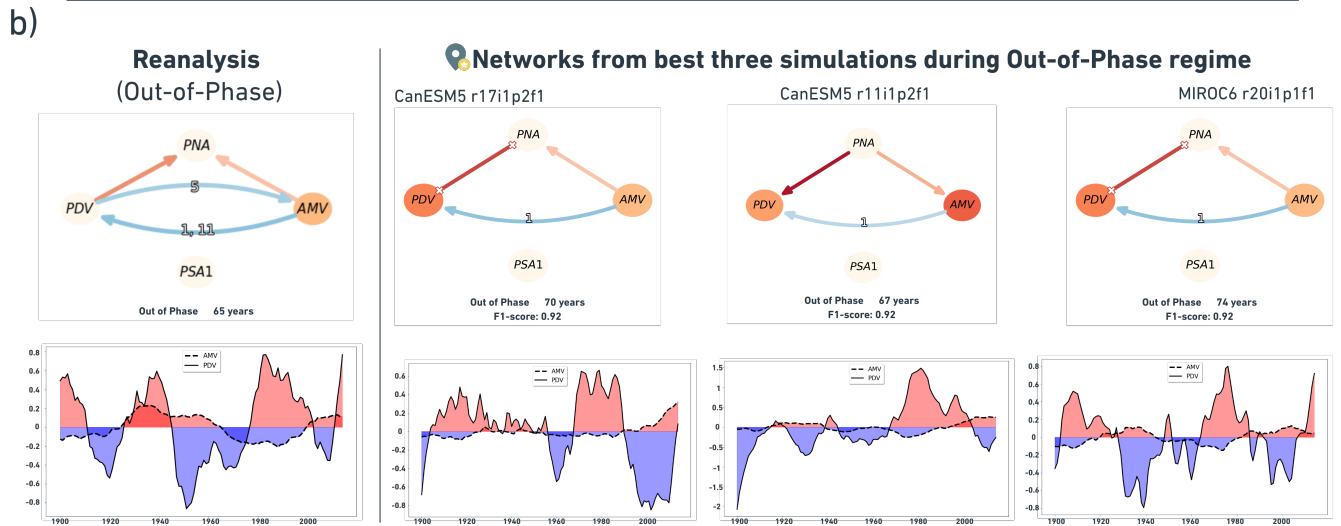 b)
Reanalysis
(Out-of-Phase)
Networks from best three simulations during Out-of-Phase regime
CanESM5 r17i1p2f1
CanESM5 r11i1p2f1
MIROC6 r20i1p1f1
PNA
PDV
5
AMV
1, 11
PSA1
Out of Phase 65 years
PNA
PDV
AMV
1
PSA1
Out of Phase 70 years
F1-score: 0.92
PNA
PDV
AMV
1
PSA1
Out of Phase 67 years
F1-score: 0.92
PNA
PDV
AMV
1
PSA1
Out of Phase 74 years
F1-score: 0.92
AMV
PDV
0.8
0.6
0.4
0.2
0
-0.2
-0.4
-0.6
-0.8
1900 1920 1940 1960 1980 2000
AMV
PDV
0.6
0.4
0.2
0
-0.2
-0.4
-0.6
-0.8
1900 1920 1940 1960 1980 2000
AMV
PDV
1.5
1
0.5
0
-0.5
-1
-1.5
-2
1900 1920 1940 1960 1980 2000
AMV
PDV
0.8
0.6
0.4
0.2
0
-0.2
-0.4
-0.6
-0.8
1900 1920 1940 1960 1980 2000